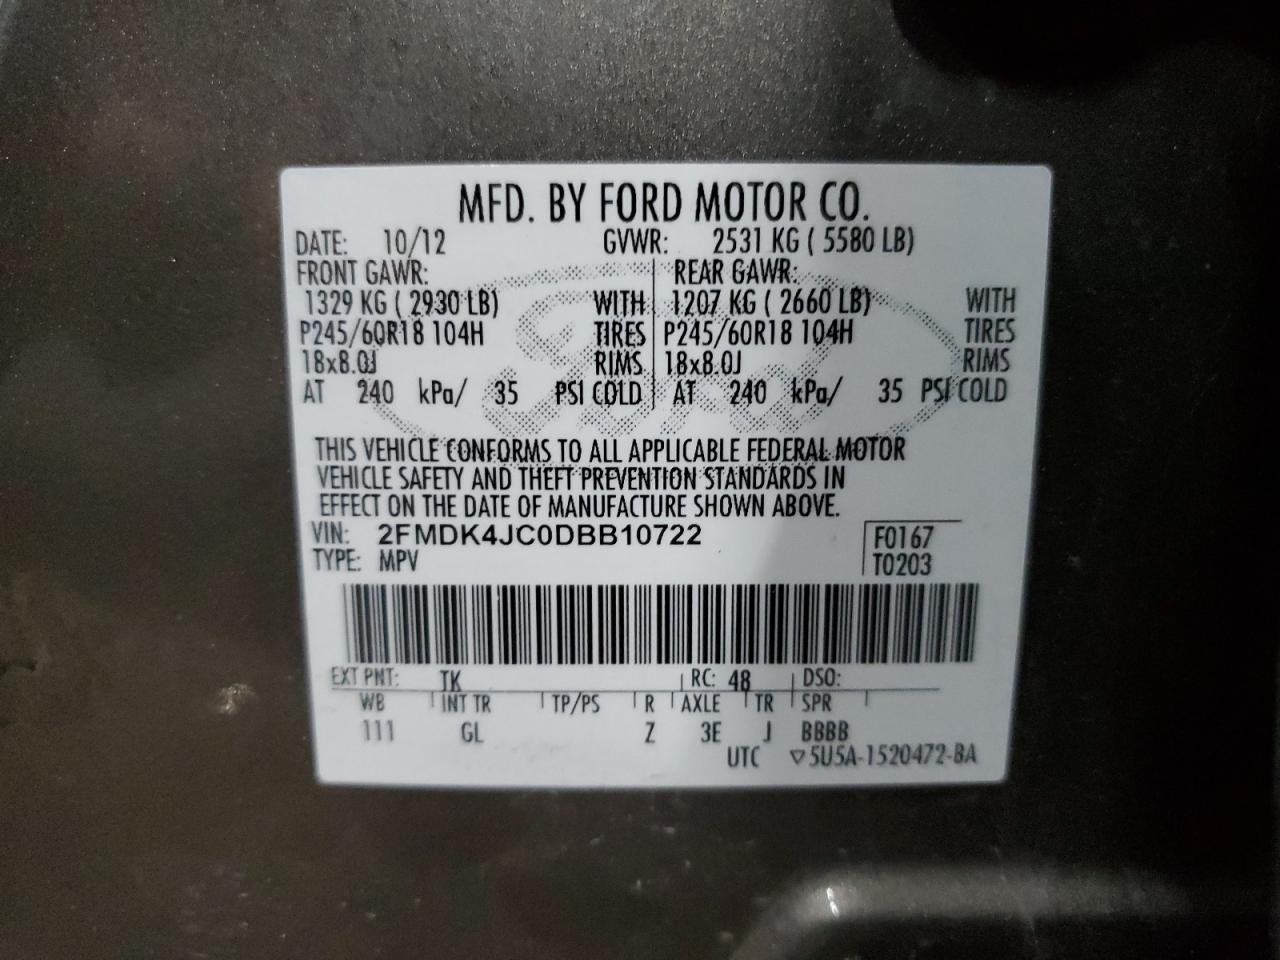 MFD. BY FORD MOTOR CO.
DATE: 10/12 GVWR: 2531 KG ( 5580 LB)
FRONT GAWR: REAR GAWR:
1329 KG ( 2930 LB) WITH 1207 KG ( 2660 LB) WITH
P245/60R18 104H TIRES P245/60R18 104H TIRES
18x8.0J RIMS 18x8.0J RIMS
AT 240 kPa/ 35 PSI COLD AT 240 kPa/ 35 PSI COLD
Ford
THIS VEHICLE CONFORMS TO ALL APPLICABLE FEDERAL MOTOR
VEHICLE SAFETY AND THEFT PREVENTION STANDARDS IN
EFFECT ON THE DATE OF MANUFACTURE SHOWN ABOVE.
VIN: 2FMDK4JC0DBB10722 F0167
TYPE: MPV T0203
EXT PNT: TK RC: 48 DSO:
WB INT TR TP/PS R AXLE TR SPR
111 GL Z 3E J BBBB
UTC ▽5U5A-1520472-BA